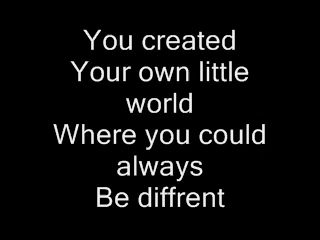 You created
Your own little
world
Where you could
always
Be diffrent